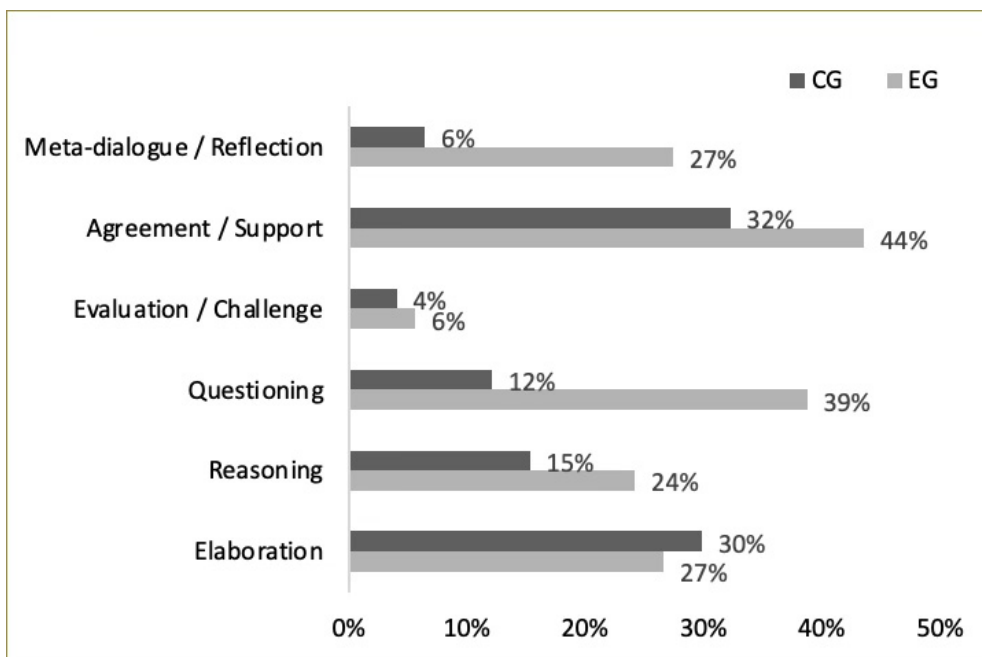 CG EG
Meta-dialogue / Reflection 6%
27%
Agreement / Support 32%
44%
Evaluation / Challenge 4%
6%
Questioning 12%
39%
Reasoning 15%
24%
Elaboration 30%
27%
0% 10% 20% 30% 40% 50%